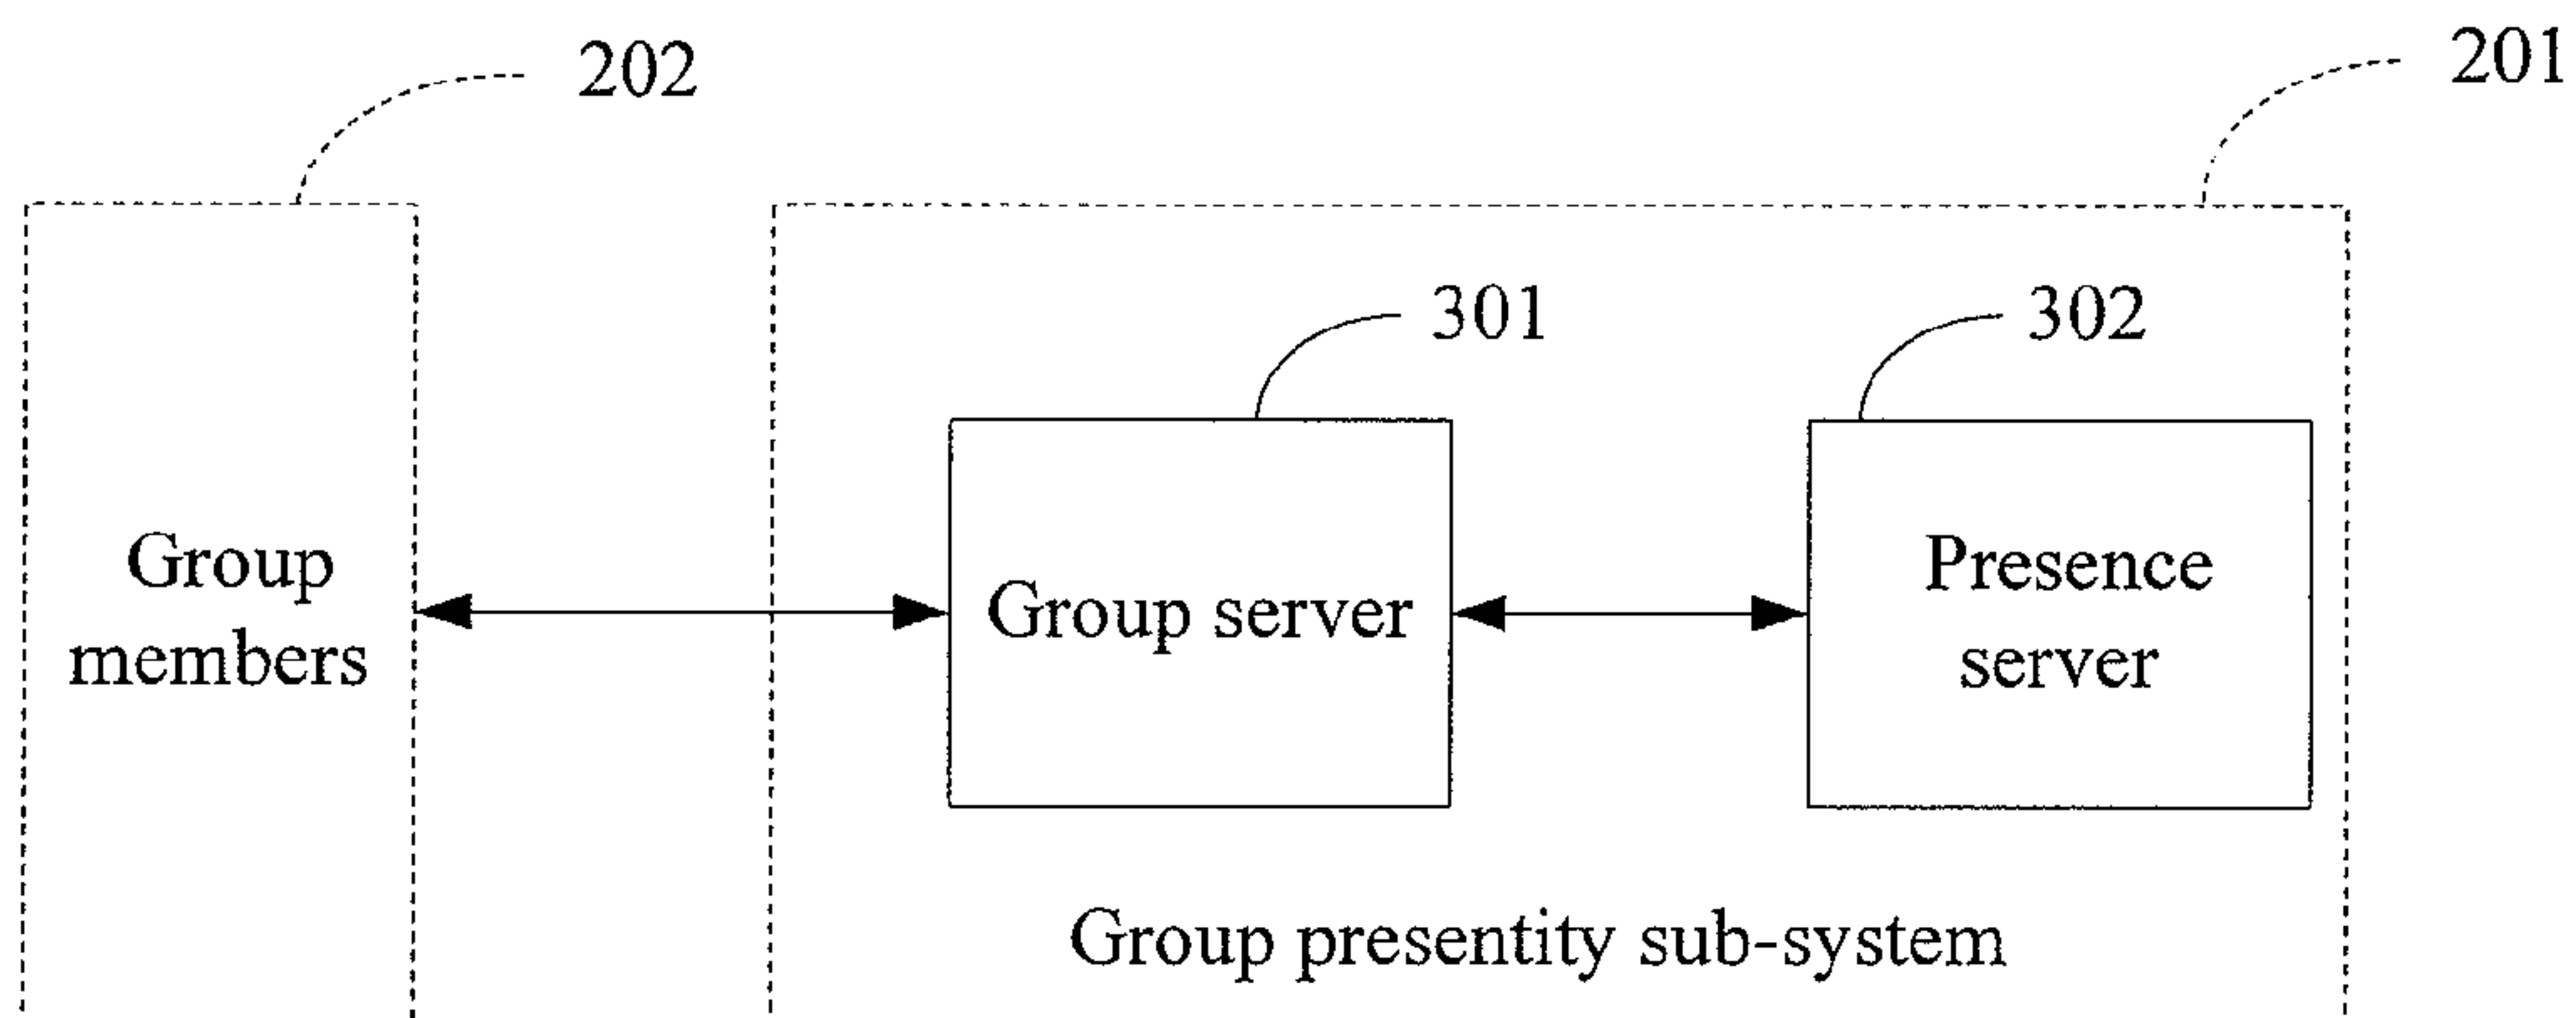 202
201
301
302
Group
members
Group server
Presence
server
Group presentity sub-system